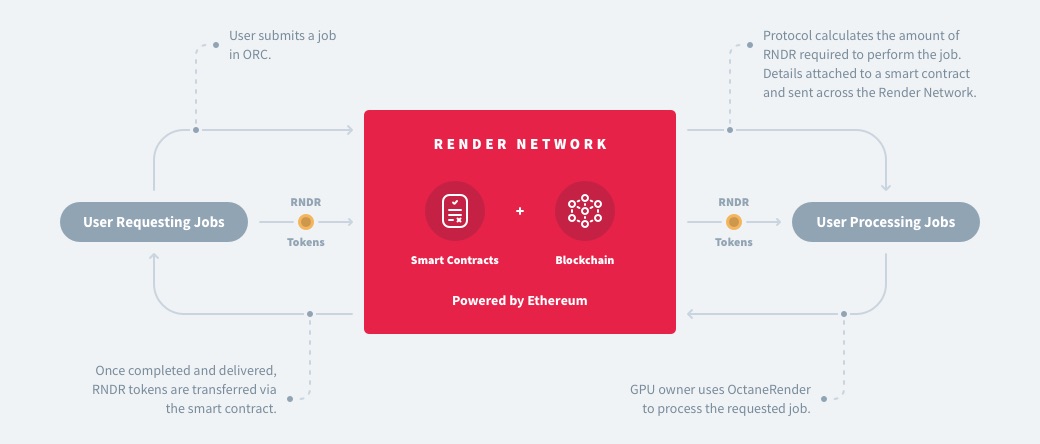 User submits a job
in ORC.
Protocol calculates the amount of
RNDR required to perform the job.
Details attached to a smart contract
and sent across the Render Network.
RENDER NETWORK
User Requesting Jobs
RNDR
Tokens
Smart Contracts
+
Blockchain
Powered by Ethereum
RNDR
Tokens
User Processing Jobs
Once completed and delivered,
RNDR tokens are transferred via
the smart contract.
GPU owner uses OctaneRender
to process the requested job.